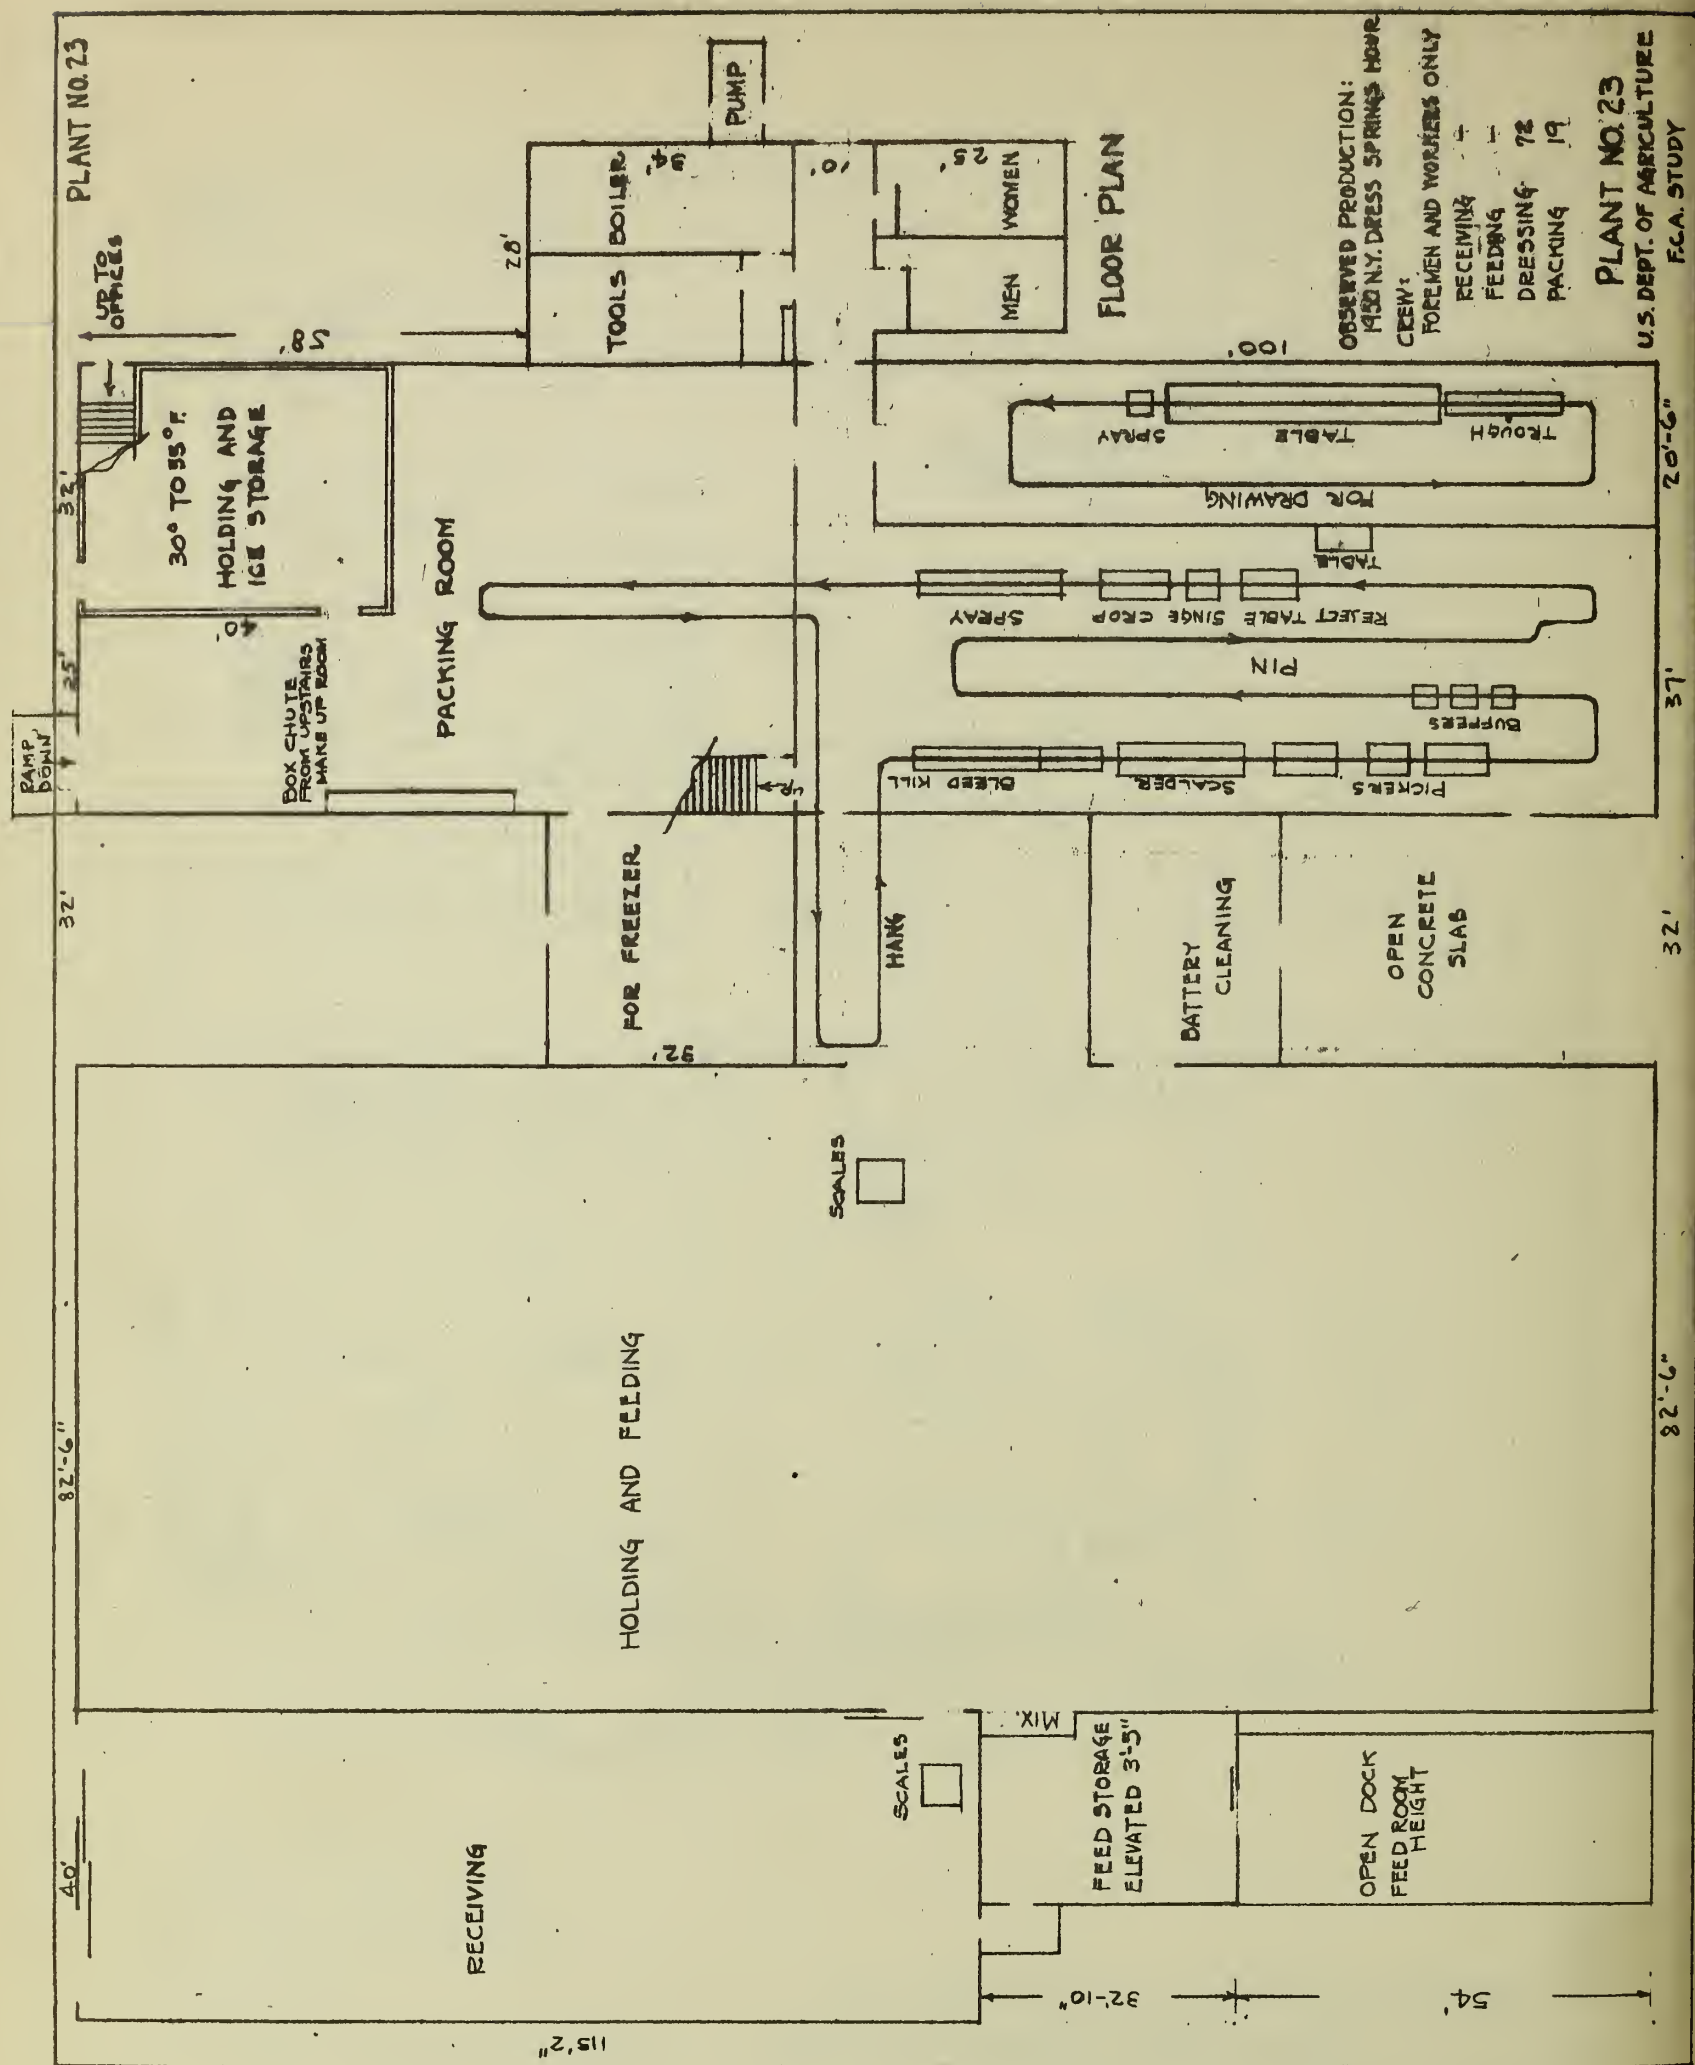 PLANT NO. 23
UP TO
OFFICES
32'
25'
32'
82'-6"
40'
RAMP
DOWN
30° TO 35° F.
HOLDING AND
ICE STORAGE
58'
40'
28'
PUMP
TOOLS
BOILER
54'
10'
25'
MEN
WOMEN
FLOOR PLAN
BOX CHUTE
FROM UPSTAIRS
MAKE UP ROOM
PACKING ROOM
UP
FOR FREEZER
HANG
KILL
BLEED
SCALDER
PICKERS
BUFFERS
PIN
REJECT TABLE
SINGE
CROP
SPRAY
TABLE
FOR DRAWING
TROUGH
TABLE
SPRAY
100'
BATTERY
CLEANING
OPEN
CONCRETE
SLAB
SCALES
HOLDING AND FEEDING
RECEIVING
SCALES
MIX.
FEED STORAGE
ELEVATED 3'-5"
OPEN DOCK
FEED ROOM
HEIGHT
115'2"
32'-10"
54'
82'-6"
32'
37'
20'-6"
OBSERVED PRODUCTION:
1950 N.Y. DRESS SPRINGS HOUR
CREW:
FOREMEN AND WORKERS ONLY
RECEIVING
FEEDING
DRESSING 72
PACKING 19
PLANT NO. 23
U.S. DEPT. OF AGRICULTURE
F.C.A. STUDY